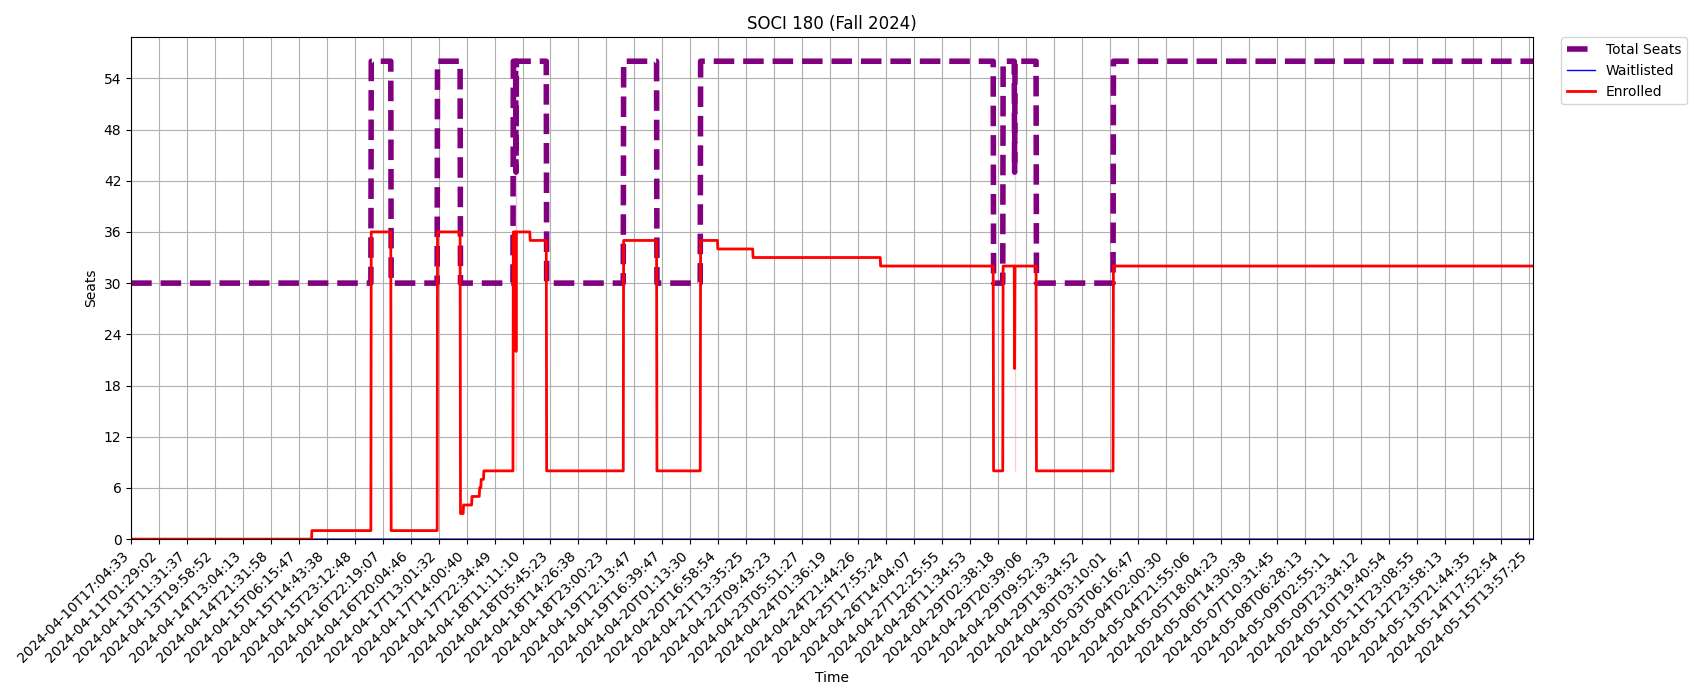 SOCI 180 (Fall 2024)
Total Seats
Waitlisted
Enrolled
Seats
54
48
42
36
30
24
18
12
6
0
2024-04-10T17:04:33
2024-04-11T01:29:02
2024-04-13T11:31:37
2024-04-13T19:58:52
2024-04-14T13:04:13
2024-04-14T21:31:58
2024-04-15T06:15:47
2024-04-15T14:43:38
2024-04-15T23:12:48
2024-04-16T22:19:07
2024-04-16T20:04:46
2024-04-17T13:01:32
2024-04-17T14:00:40
2024-04-17T22:34:49
2024-04-18T11:11:10
2024-04-18T05:45:23
2024-04-18T14:26:38
2024-04-18T23:00:23
2024-04-19T12:13:47
2024-04-19T16:39:47
2024-04-20T01:13:30
2024-04-20T16:58:54
2024-04-21T13:35:25
2024-04-22T09:43:23
2024-04-23T05:51:27
2024-04-24T01:36:19
2024-04-24T21:44:26
2024-04-25T17:55:24
2024-04-26T14:04:07
2024-04-27T12:25:55
2024-04-28T11:34:53
2024-04-29T02:38:18
2024-04-29T20:39:06
2024-04-29T09:52:33
2024-04-29T18:34:52
2024-04-30T03:10:01
2024-05-03T06:16:47
2024-05-04T02:00:30
2024-05-04T21:55:06
2024-05-05T18:04:23
2024-05-06T14:30:38
2024-05-07T10:31:45
2024-05-08T06:28:13
2024-05-09T02:55:11
2024-05-09T23:34:12
2024-05-10T19:40:54
2024-05-11T23:08:55
2024-05-12T23:58:13
2024-05-13T21:44:35
2024-05-14T17:52:54
2024-05-15T13:57:25
Time